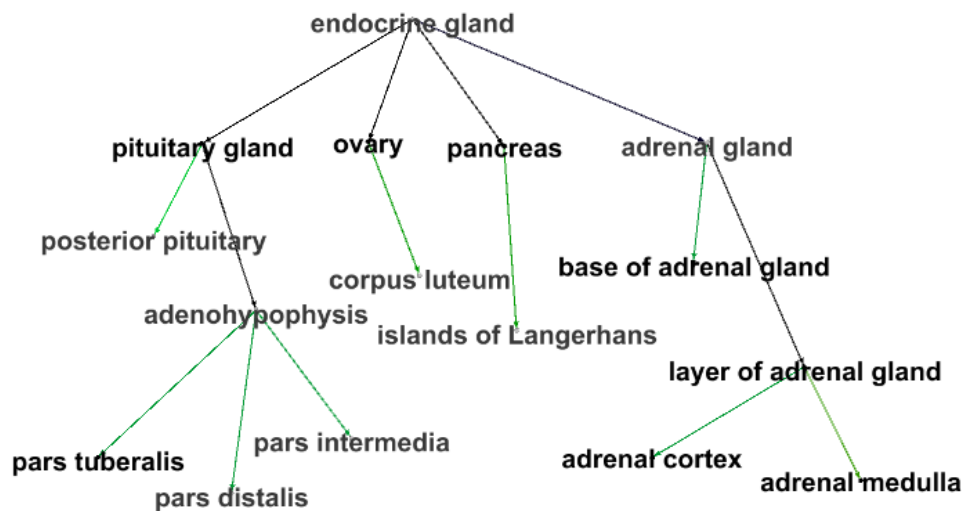 endocrine gland
pituitary gland
ovary
pancreas
adrenal gland
posterior pituitary
base of adrenal gland
corpus luteum
adenohypophysis
islands of Langerhans
layer of adrenal gland
pars intermedia
pars tuberalis
adrenal cortex
adrenal medulla
pars distalis